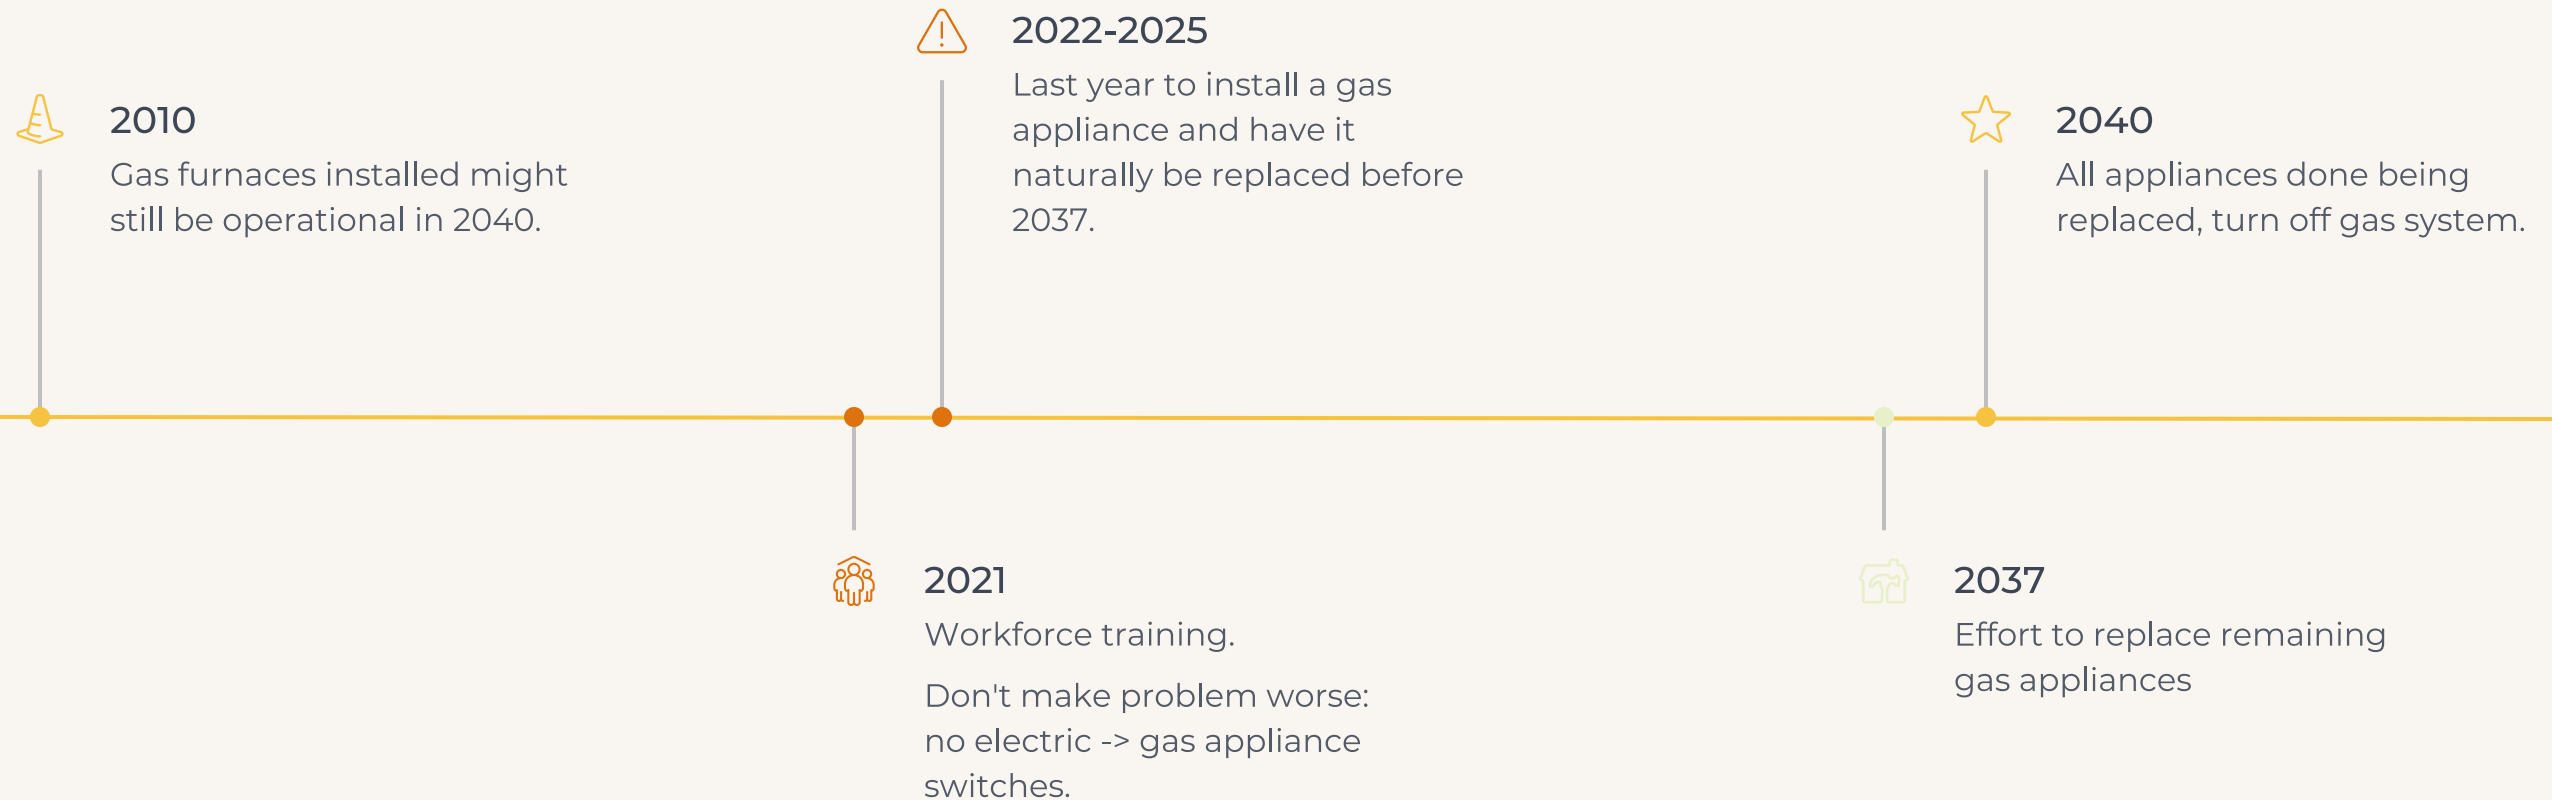 2010
Gas furnaces installed might
still be operational in 2040.
2022-2025
Last year to install a gas
appliance and have it
naturally be replaced before
2037.
2040
All appliances done being
replaced, turn off gas system.
2021
Workforce training.
Don't make problem worse:
no electric -> gas appliance
switches.
2037
Effort to replace remaining
gas appliances